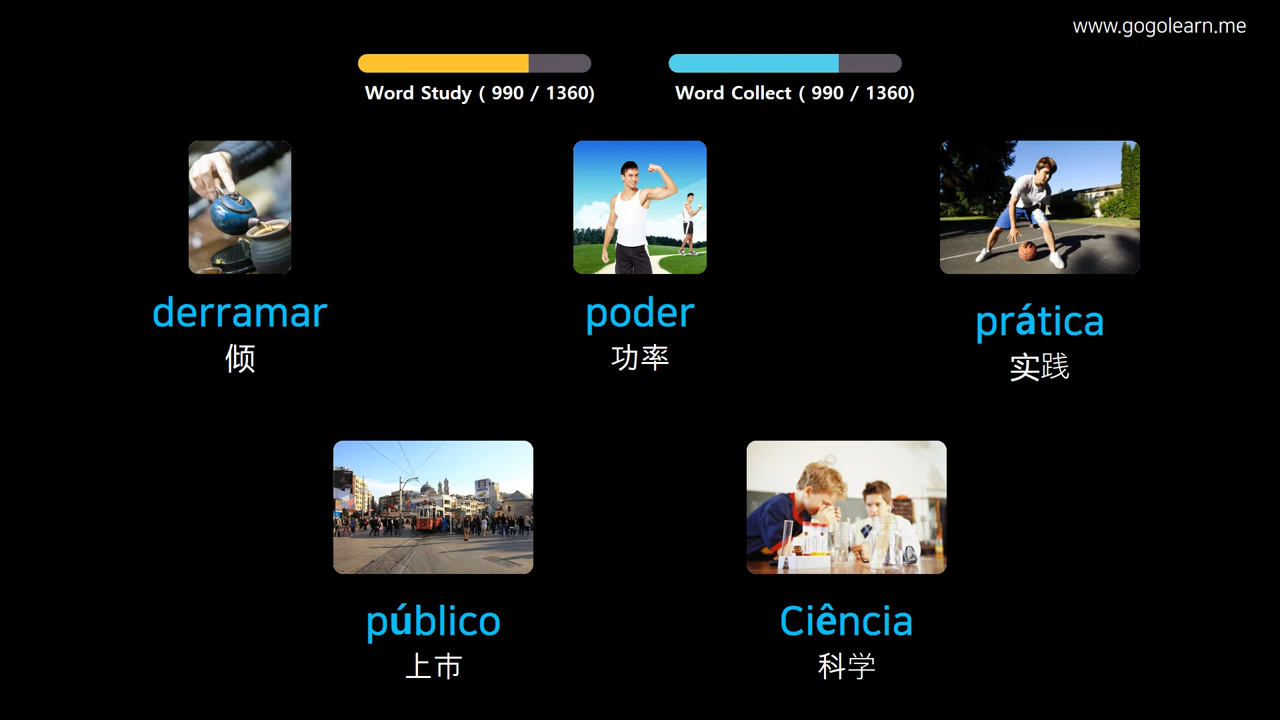 www.gogolearn.me
Word Study ( 990 / 1360)
Word Collect ( 990 / 1360)
derramar
倾
poder
功率
prática
实践
público
上市
Ciência
科学